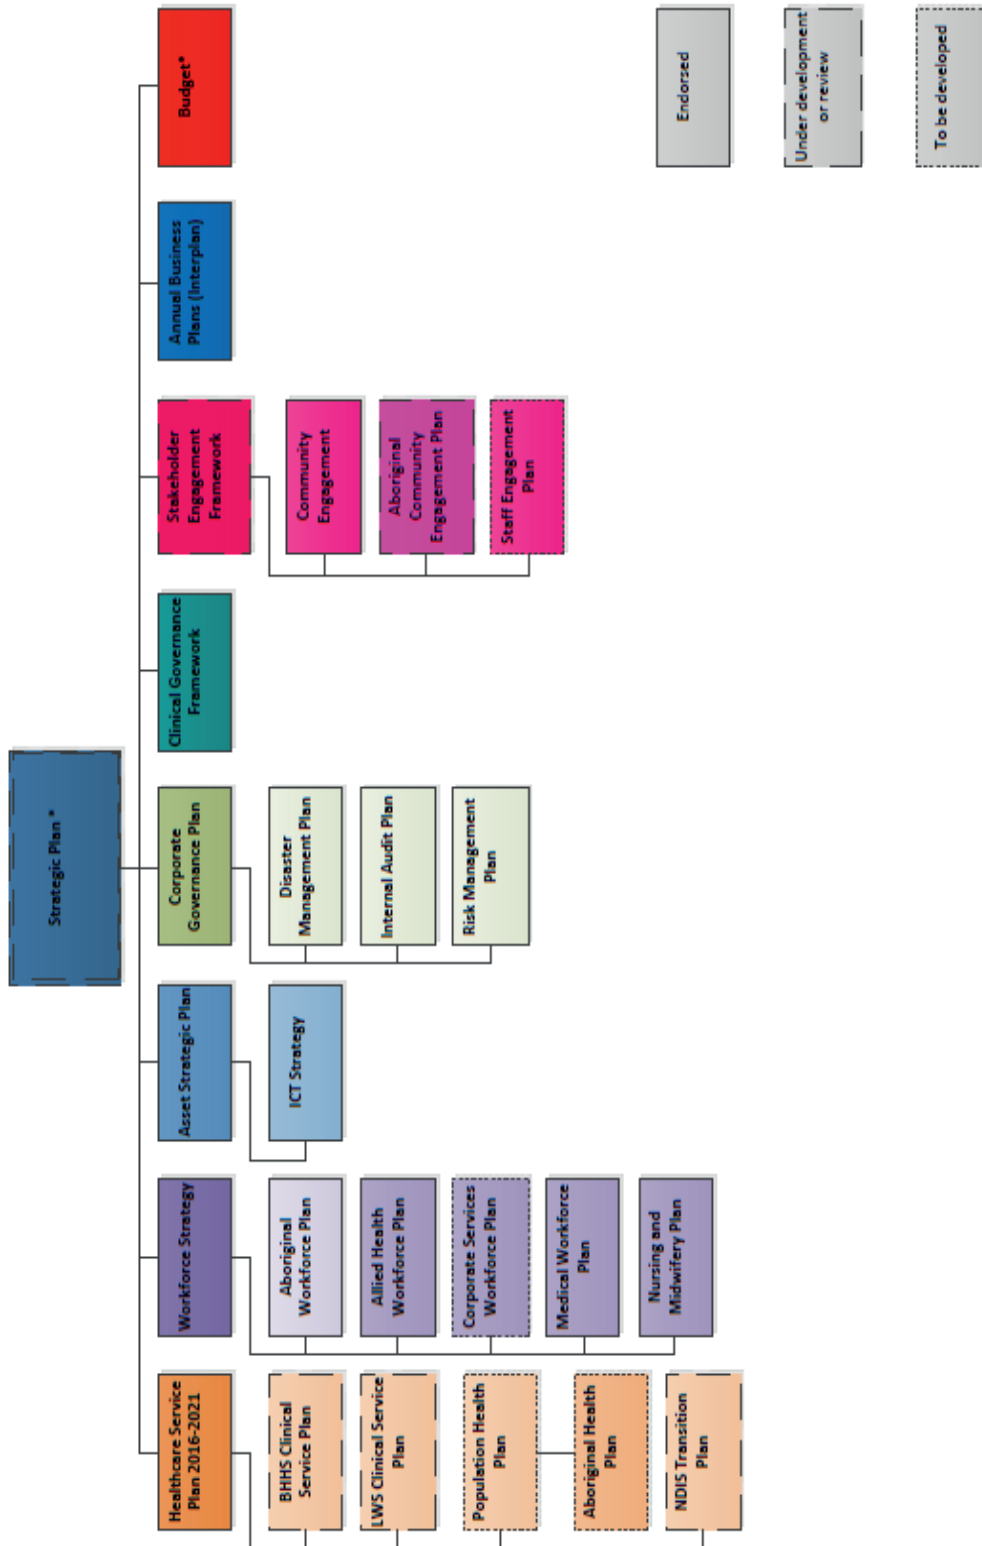 Strategic Plan *
Healthcare Service
Plan 2016-2021
BHHS Clinical
Service Plan
LWS Clinical Service
Plan
Population Health
Plan
Aboriginal Health
Plan
NDIS Transition
Plan
Workforce Strategy
Aboriginal
Workforce Plan
Allied Health
Workforce Plan
Corporate Services
Workforce Plan
Medical Workforce
Plan
Nursing and
Midwifery Plan
Asset Strategic Plan
ICT Strategy
Corporate
Governance Plan
Disaster
Management Plan
Internal Audit Plan
Risk Management
Plan
Clinical Governance
Framework
Stakeholder
Engagement
Framework
Community
Engagement
Aboriginal
Community
Engagement Plan
Staff Engagement
Plan
Annual Business
Plans (Interplan)
Budget*
Endorsed
Under development
or review
To be developed